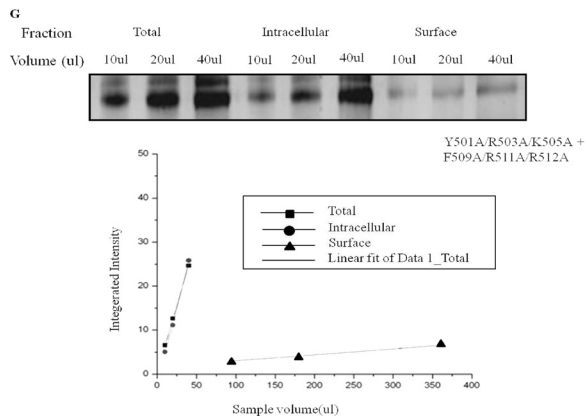 G
Fraction Total Intracellular Surface
Volume (ul) 10ul 20ul 40ul 10ul 20ul 40ul 10ul 20ul 40ul
Y501A/R503A/K505A +
F509A/R511A/R512A
50
40
30
20
10
0
Integerated Intensity
Total
Intracellular
Surface
Linear fit of Data 1_Total
0 50 100 150 200 250 300 350 400
Sample volume(ul)